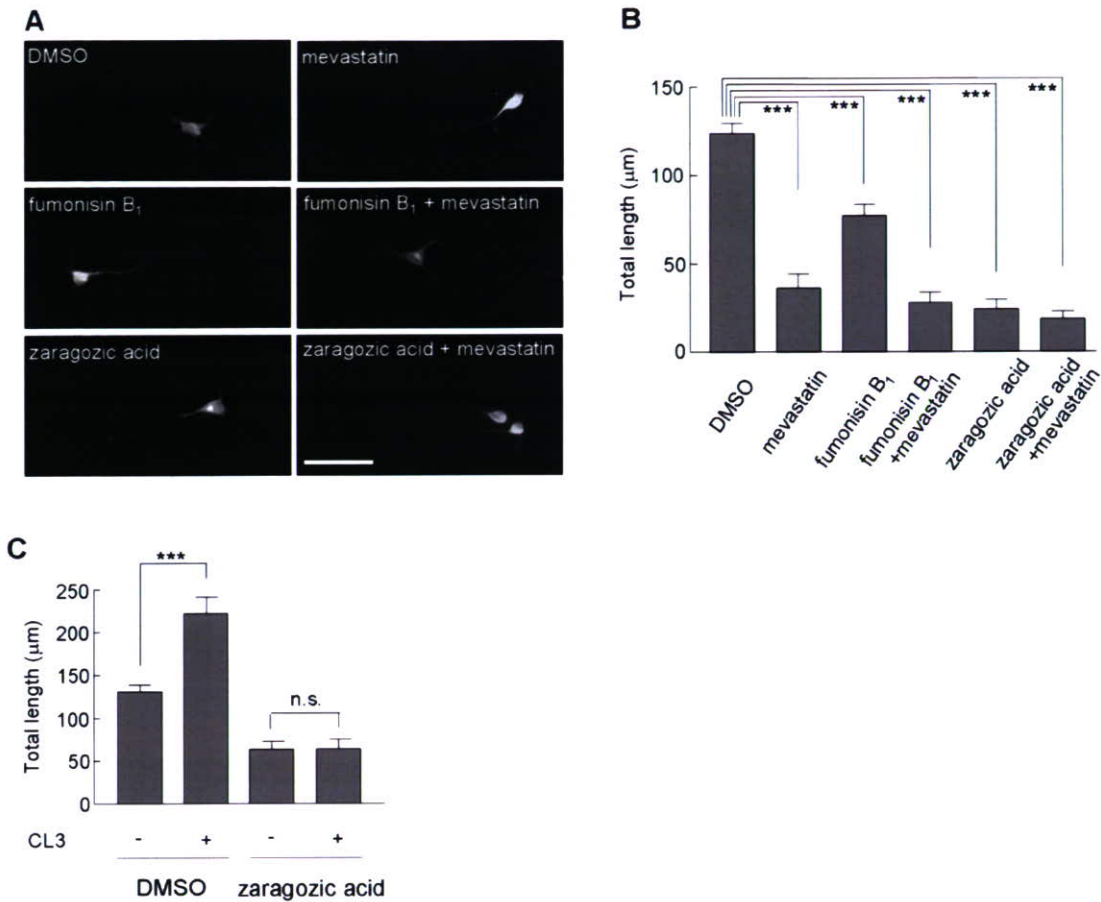 A
DMSO
mevastatin
fumonisin B₁
fumonisin B₁ + mevastatin
zaragozic acid
zaragozic acid + mevastatin
B
Total length (μm)
150
100
50
0
***
***
***
***
***
DMSO
mevastatin
fumonisin B₁
fumonisin B₁
+mevastatin
zaragozic acid
zaragozic acid
+mevastatin
C
Total length (μm)
250
200
150
100
50
0
***
n.s.
CL3 - + - +
DMSO zaragozic acid